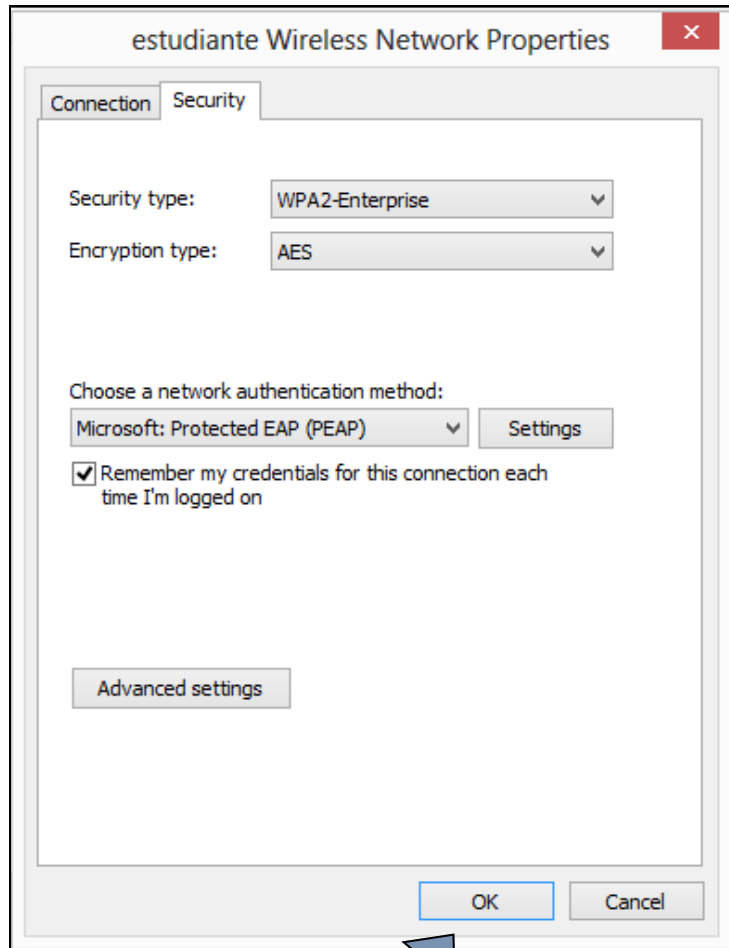 estudiante Wireless Network Properties
Connection Security
Security type: WPA2-Enterprise
Encryption type: AES
Choose a network authentication method:
Microsoft: Protected EAP (PEAP) Settings
Remember my credentials for this connection each
time I'm logged on
Advanced settings
OK Cancel